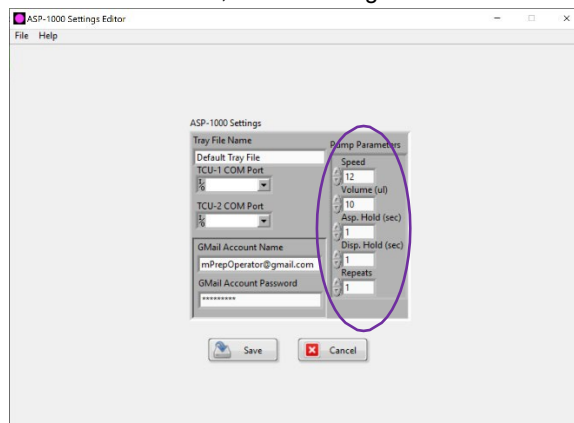 ASP-1000 Settings Editor
File Help
ASP-1000 Settings
Tray File Name
Default Tray File
TCU-1 COM Port
TCU-2 COM Port
GMail Account Name
mPrepOperator@gmail.com
GMail Account Password
*********
Pump Parameters
Speed
12
Volume (ul)
10
Asp. Hold (sec)
1
Disp. Hold (sec)
1
Repeats
1
Save
Cancel